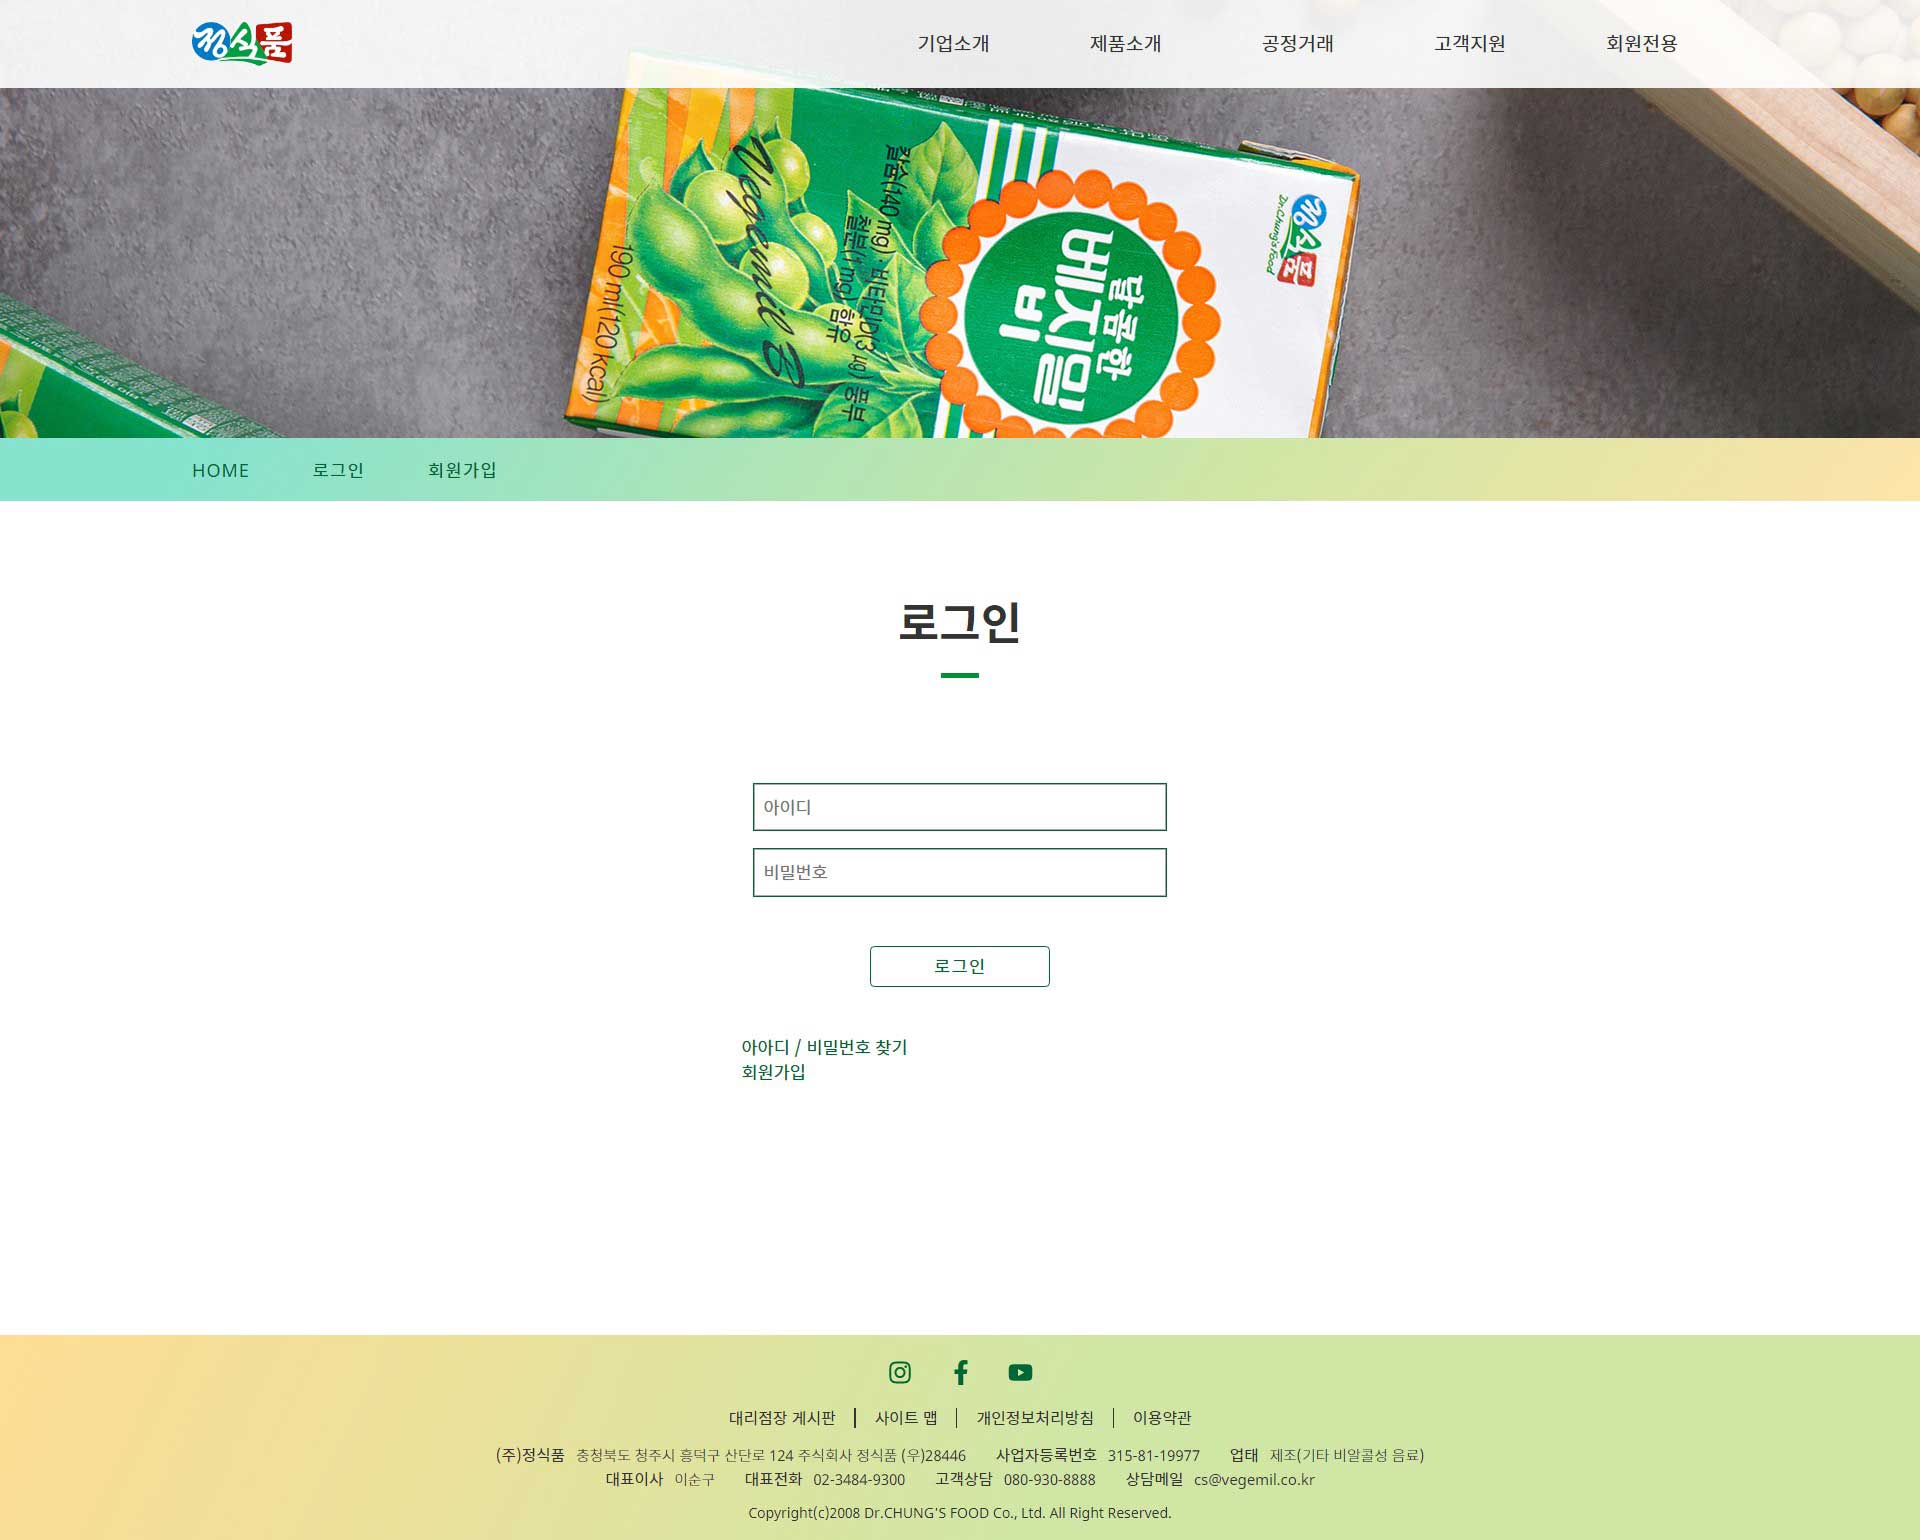 정식품
기업소개 제품소개 공정거래 고객지원 회원전용
190 ml(120 kcal)
Vegemil B
칼슘(140 mg) : 비타민D(3 ㎍) 풍부
철분(1 mg) 함유
달콤한
베지밀
비
정식품
Dr.Chung's Food
HOME 로그인 회원가입
로그인
아이디
비밀번호
로그인
아아디 / 비밀번호 찾기
회원가입
대리점장 게시판 사이트 맵 개인정보처리방침 이용약관
(주)정식품 충청북도 청주시 흥덕구 산단로 124 주식회사 정식품 (우)28446 사업자등록번호 315-81-19977 업태 제조(기타 비알콜성 음료)
대표이사 이순구 대표전화 02-3484-9300 고객상담 080-930-8888 상담메일 cs@vegemil.co.kr
Copyright(c)2008 Dr.CHUNG'S FOOD Co., Ltd. All Right Reserved.